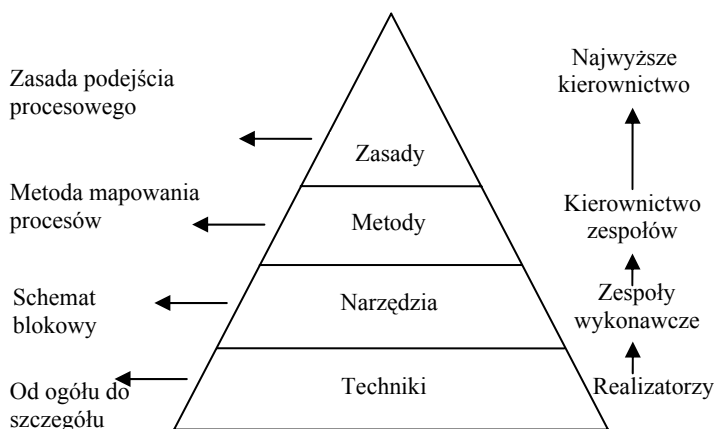 Zasada podejścia
procesowego
Metoda mapowania
procesów
Schemat
blokowy
Od ogółu do
szczegółu
Zasady
Metody
Narzędzia
Techniki
Najwyższe
kierownictwo
Kierownictwo
zespołów
Zespoły
wykonawcze
Realizatorzy